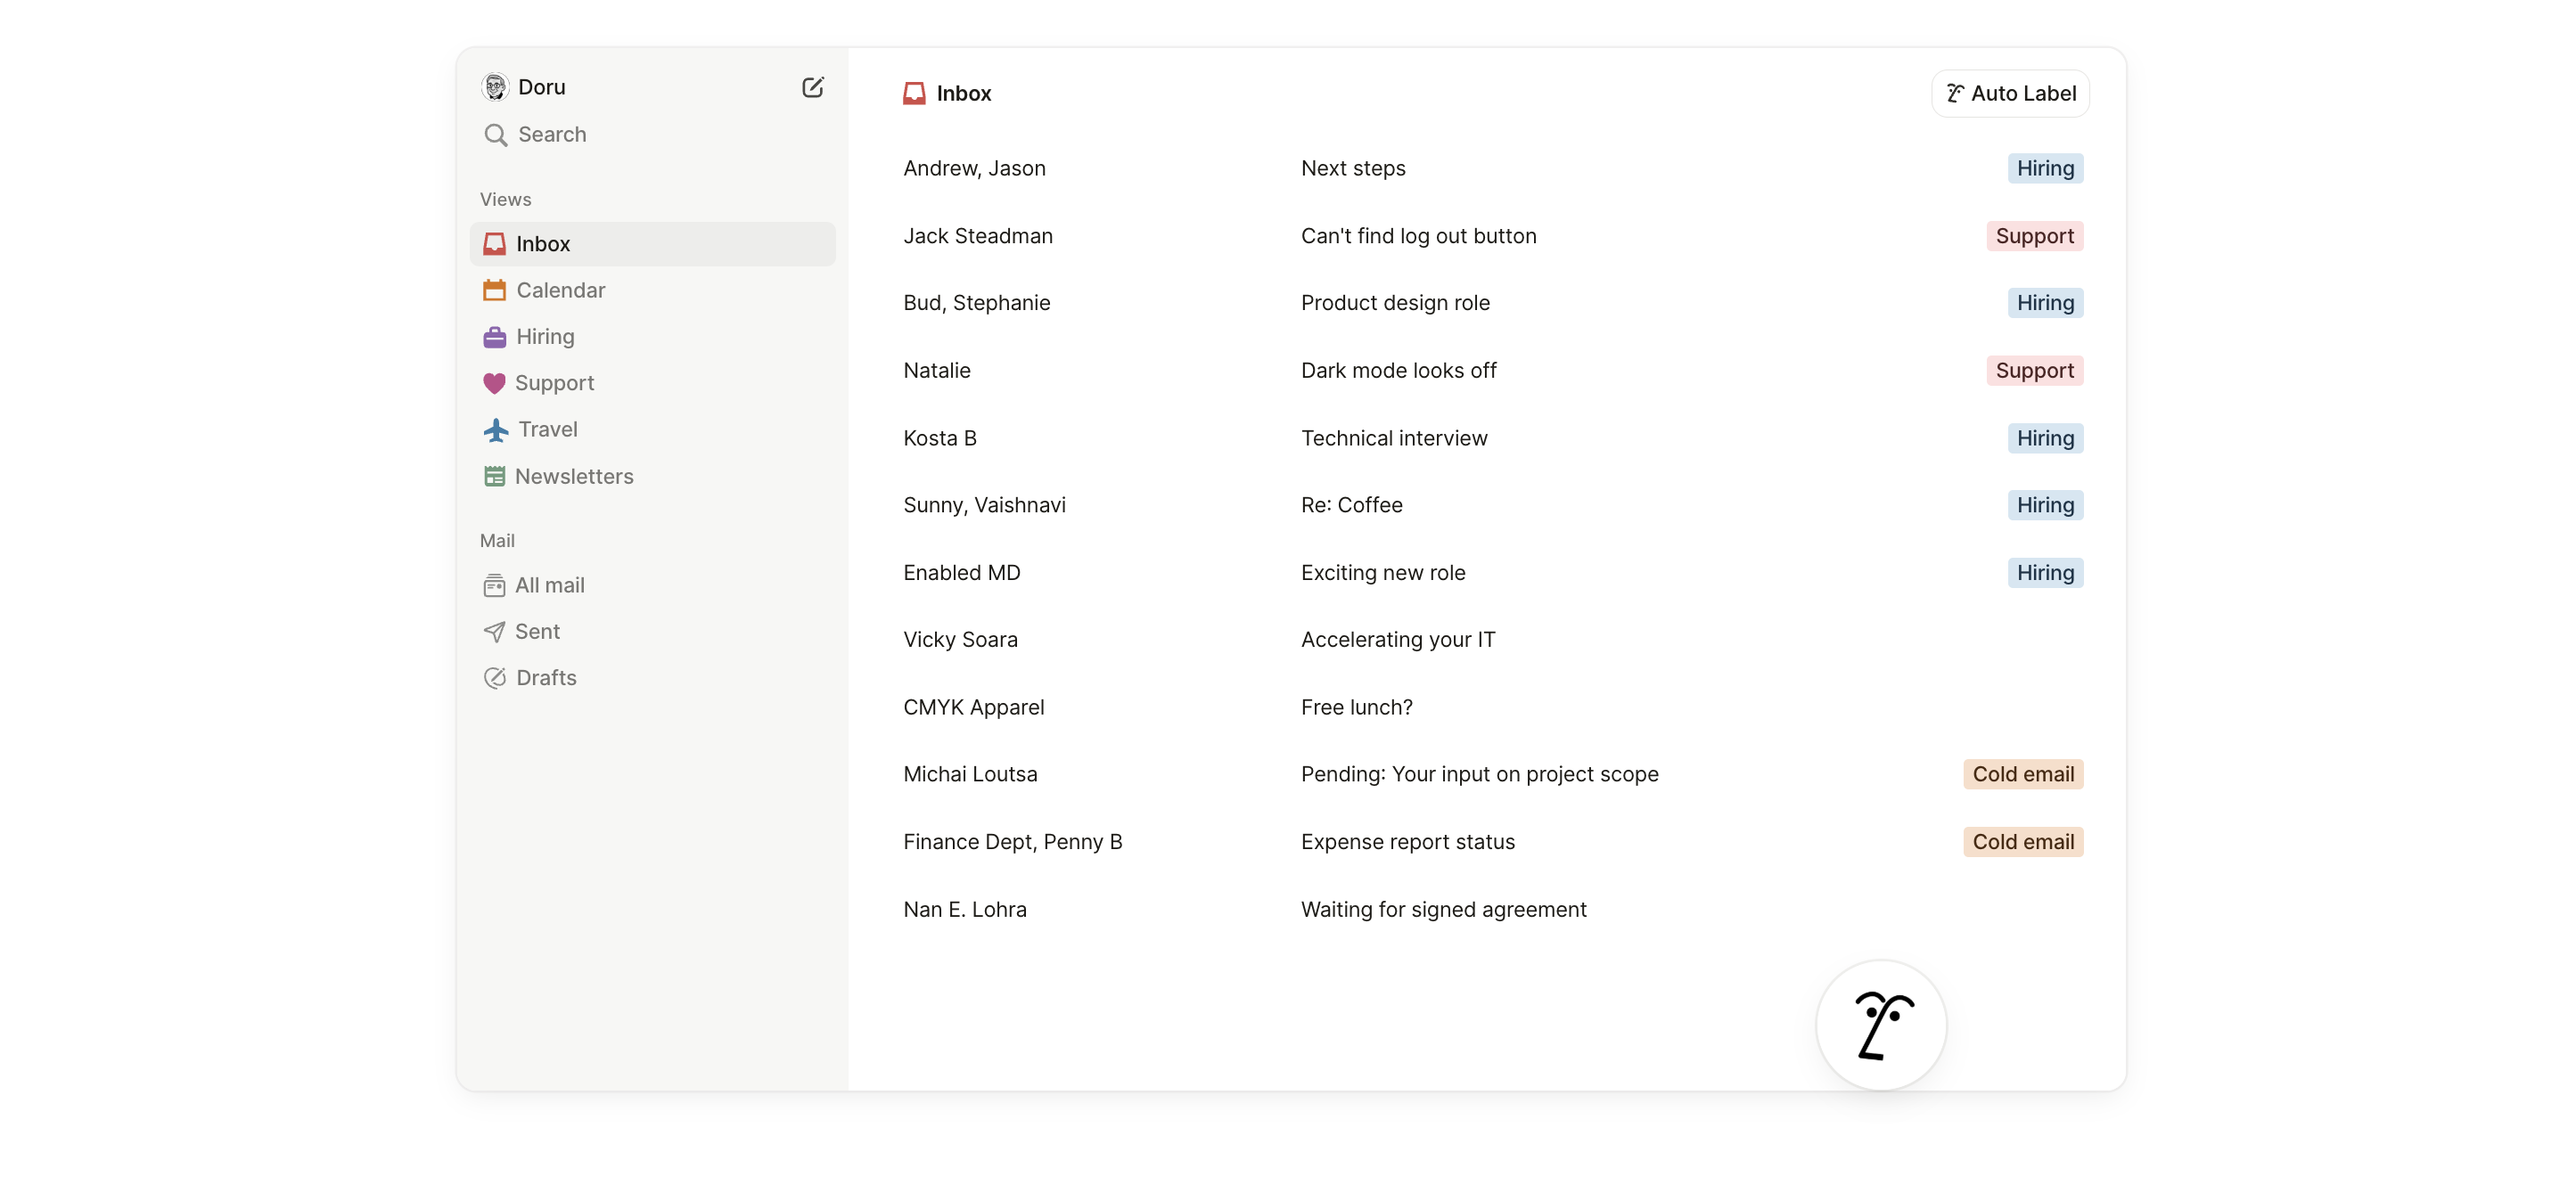 Doru
Search
Views
Inbox
Calendar
Hiring
Support
Travel
Newsletters
Mail
All mail
Sent
Drafts
Inbox
Auto Label
Andrew, Jason Next steps Hiring
Jack Steadman Can't find log out button Support
Bud, Stephanie Product design role Hiring
Natalie Dark mode looks off Support
Kosta B Technical interview Hiring
Sunny, Vaishnavi Re: Coffee Hiring
Enabled MD Exciting new role Hiring
Vicky Soara Accelerating your IT
CMYK Apparel Free lunch?
Michai Loutsa Pending: Your input on project scope Cold email
Finance Dept, Penny B Expense report status Cold email
Nan E. Lohra Waiting for signed agreement